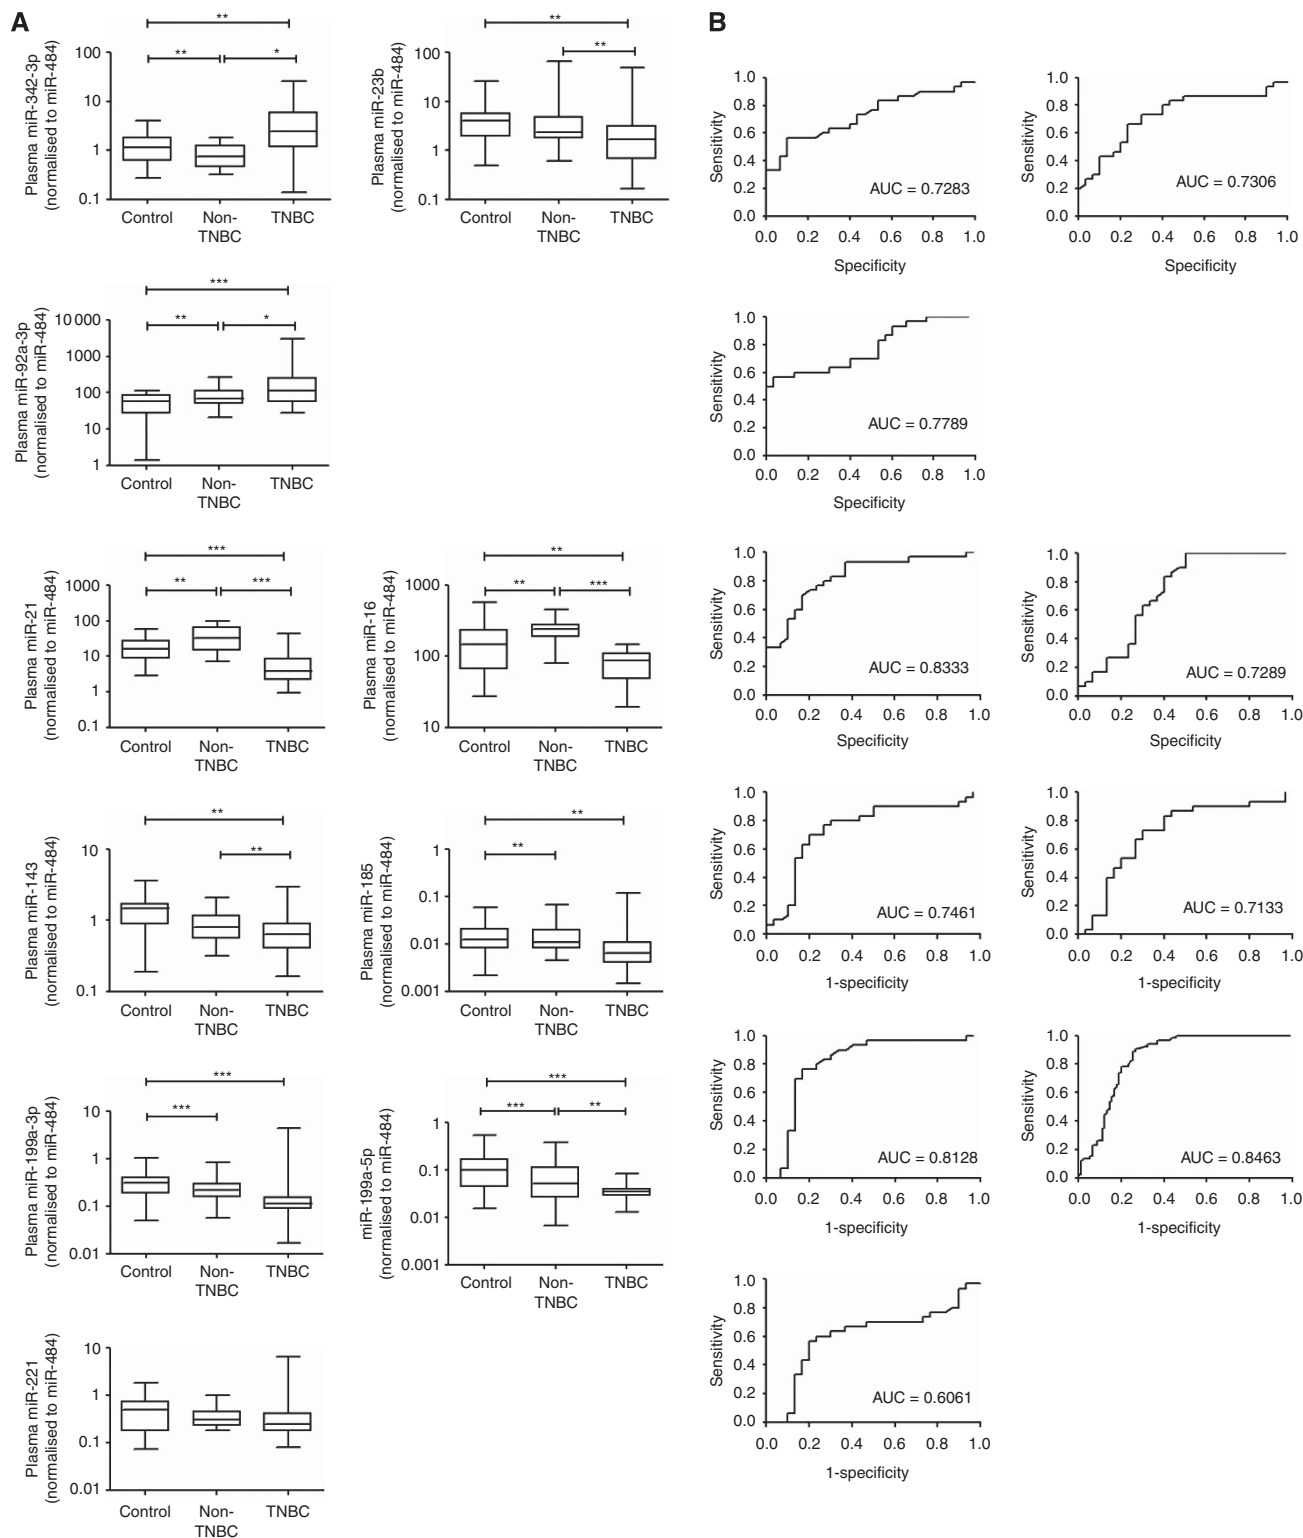 A
**
**
*
Plasma miR-342-3p
(normalised to miR-484)
100
10
1
0.1
Control
Non-
TNBC
TNBC
**
**
Plasma miR-23b
(normalised to miR-484)
100
10
1
0.1
Control
Non-
TNBC
TNBC
***
**
*
Plasma miR-92a-3p
(normalised to miR-484)
10 000
1000
100
10
1
Control
Non-
TNBC
TNBC
***
**
***
Plasma miR-21
(normalised to miR-484)
1000
100
10
1
0.1
Control
Non-
TNBC
TNBC
**
**
***
Plasma miR-16
(normalised to miR-484)
1000
100
10
Control
Non-
TNBC
TNBC
**
**
Plasma miR-143
(normalised to miR-484)
10
1
0.1
Control
Non-
TNBC
TNBC
**
**
Plasma miR-185
(normalised to miR-484)
1
0.1
0.01
0.001
Control
Non-
TNBC
TNBC
***
***
Plasma miR-199a-3p
(normalised to miR-484)
10
1
0.1
0.01
Control
Non-
TNBC
TNBC
***
***
**
miR-199a-5p
(normalised to miR-484)
1
0.1
0.01
0.001
Control
Non-
TNBC
TNBC
Plasma miR-221
(normalised to miR-484)
10
1
0.1
0.01
Control
Non-
TNBC
TNBC
B
Sensitivity
1.0
0.8
0.6
0.4
0.2
0.0
AUC = 0.7283
0.0 0.2 0.4 0.6 0.8 1.0
Specificity
Sensitivity
1.0
0.8
0.6
0.4
0.2
0.0
AUC = 0.7306
0.0 0.2 0.4 0.6 0.8 1.0
Specificity
Sensitivity
1.0
0.8
0.6
0.4
0.2
0.0
AUC = 0.7789
0.0 0.2 0.4 0.6 0.8 1.0
Specificity
Sensitivity
1.0
0.8
0.6
0.4
0.2
0.0
AUC = 0.8333
0.0 0.2 0.4 0.6 0.8 1.0
Specificity
Sensitivity
1.0
0.8
0.6
0.4
0.2
0.0
AUC = 0.7289
0.0 0.2 0.4 0.6 0.8 1.0
Specificity
Sensitivity
1.0
0.8
0.6
0.4
0.2
0.0
AUC = 0.7461
0.0 0.2 0.4 0.6 0.8 1.0
1-specificity
Sensitivity
1.0
0.8
0.6
0.4
0.2
0.0
AUC = 0.7133
0.0 0.2 0.4 0.6 0.8 1.0
1-specificity
Sensitivity
1.0
0.8
0.6
0.4
0.2
0.0
AUC = 0.8128
0.0 0.2 0.4 0.6 0.8 1.0
1-specificity
Sensitivity
1.0
0.8
0.6
0.4
0.2
0.0
AUC = 0.8463
0.0 0.2 0.4 0.6 0.8 1.0
1-specificity
Sensitivity
1.0
0.8
0.6
0.4
0.2
0.0
AUC = 0.6061
0.0 0.2 0.4 0.6 0.8 1.0
1-specificity